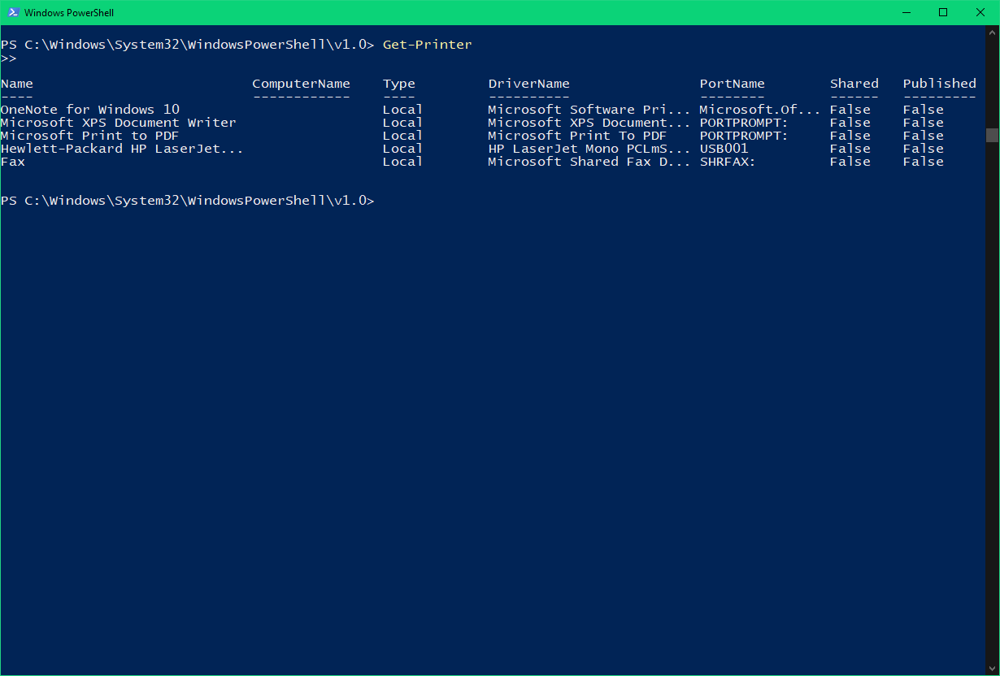 Windows PowerShell
PS C:\Windows\System32\WindowsPowerShell\v1.0> Get-Printer
>>
Name ComputerName Type DriverName PortName Shared Published
---- ------------ ---- ---------- -------- ------ ---------
OneNote for Windows 10 Local Microsoft Software Pri... Microsoft.Of... False False
Microsoft XPS Document Writer Local Microsoft XPS Document... PORTPROMPT: False False
Microsoft Print to PDF Local Microsoft Print To PDF PORTPROMPT: False False
Hewlett-Packard HP LaserJet... Local HP LaserJet Mono PCLmS... USB001 False False
Fax Local Microsoft Shared Fax D... SHRFAX: False False
PS C:\Windows\System32\WindowsPowerShell\v1.0>